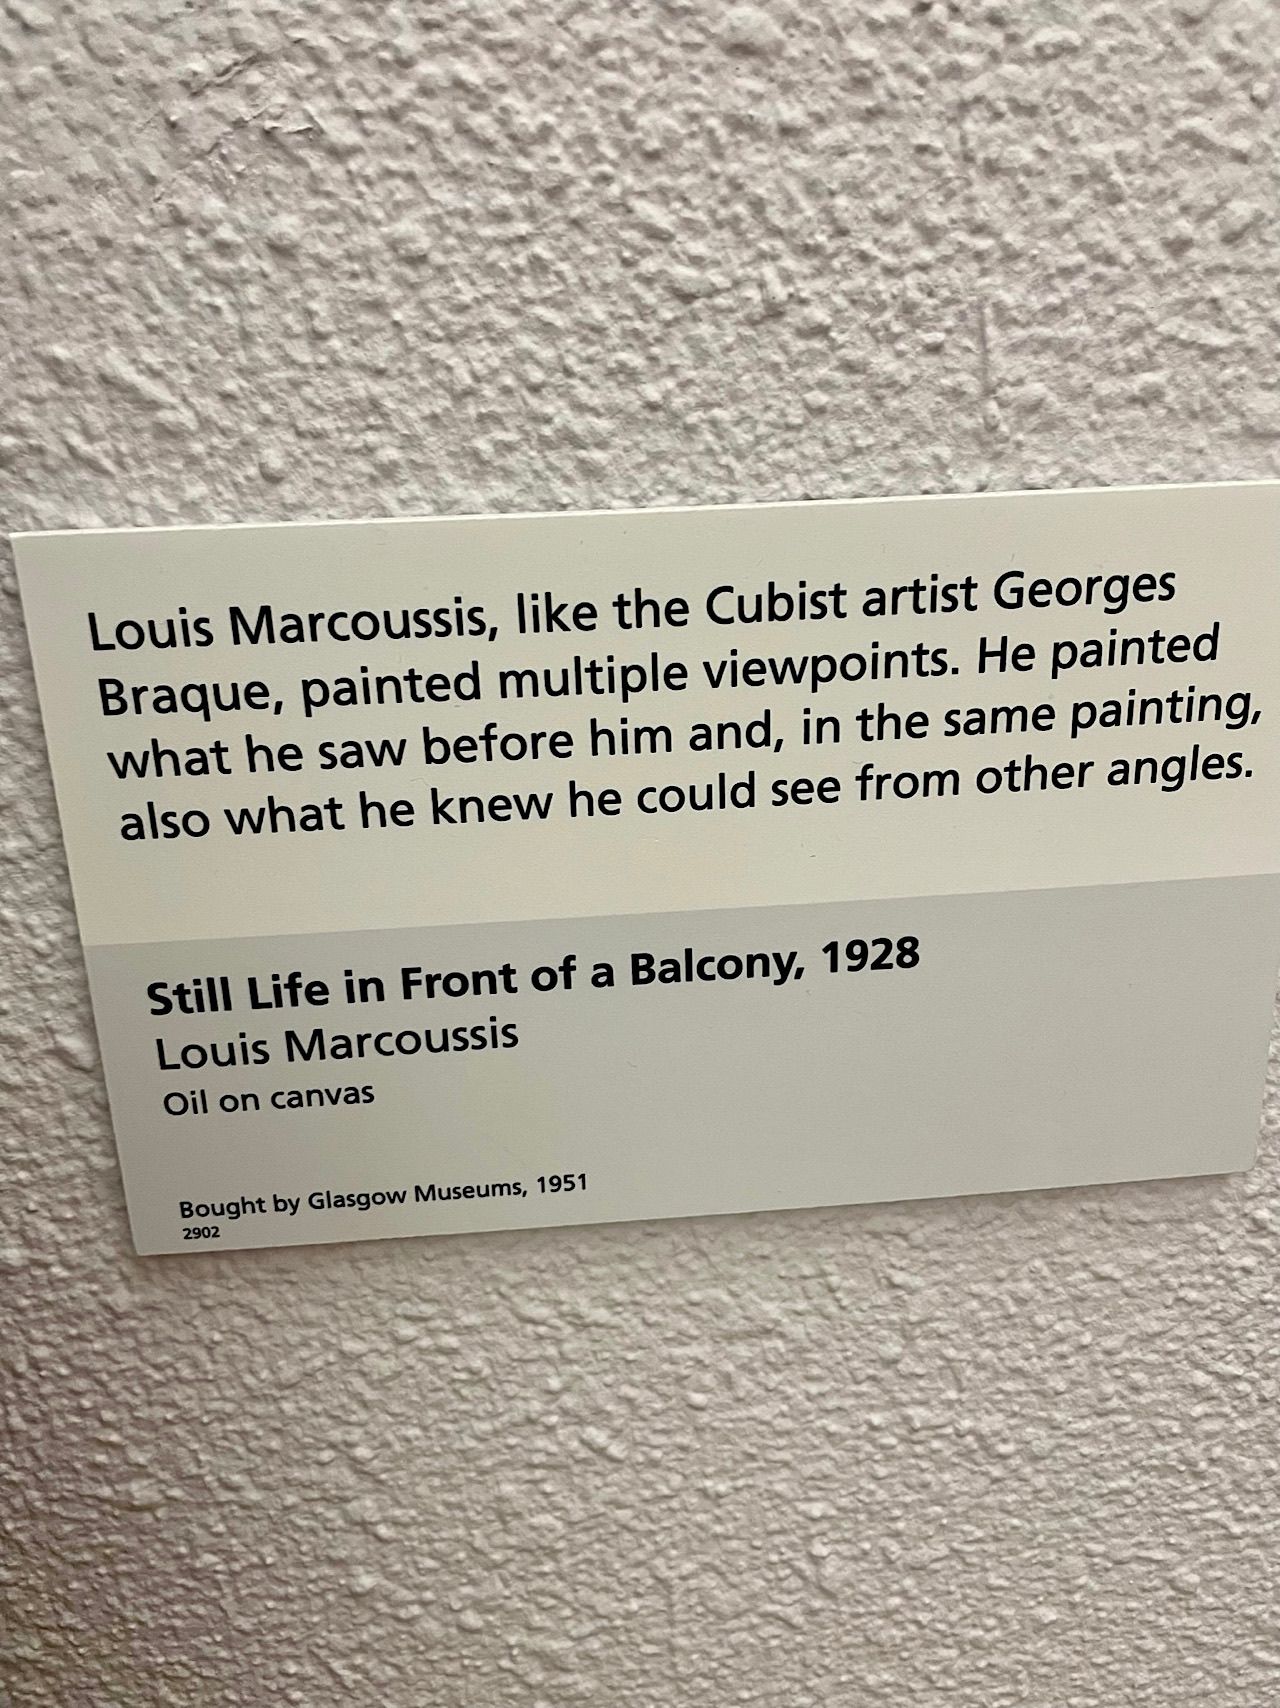 Louis Marcoussis, like the Cubist artist Georges
Braque, painted multiple viewpoints. He painted
what he saw before him and, in the same painting,
also what he knew he could see from other angles.
Still Life in Front of a Balcony, 1928
Louis Marcoussis
Oil on canvas
Bought by Glasgow Museums, 1951
2902